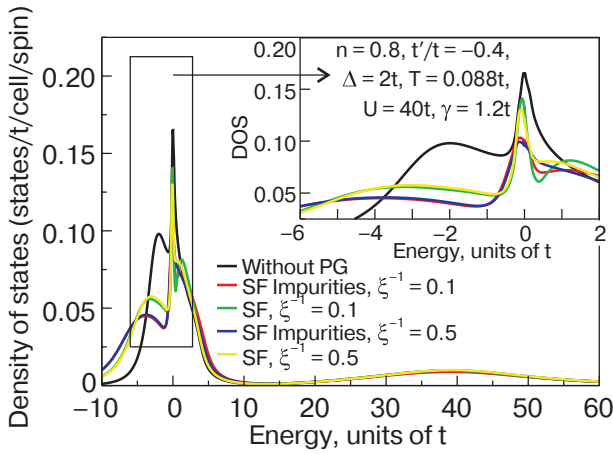 Density of states (states/t/cell/spin)
0.20
0.15
0.10
0.05
0
-10
0
10
20
30
40
50
60
Energy, units of t
DOS
0.20
0.15
0.10
0.05
-6
-4
-2
0
2
Energy, units of t
n = 0.8, t′/t = −0.4,
Δ = 2t, T = 0.088t,
U = 40t, γ = 1.2t
Without PG
SF Impurities, ξ⁻¹ = 0.1
SF, ξ⁻¹ = 0.1
SF Impurities, ξ⁻¹ = 0.5
SF, ξ⁻¹ = 0.5